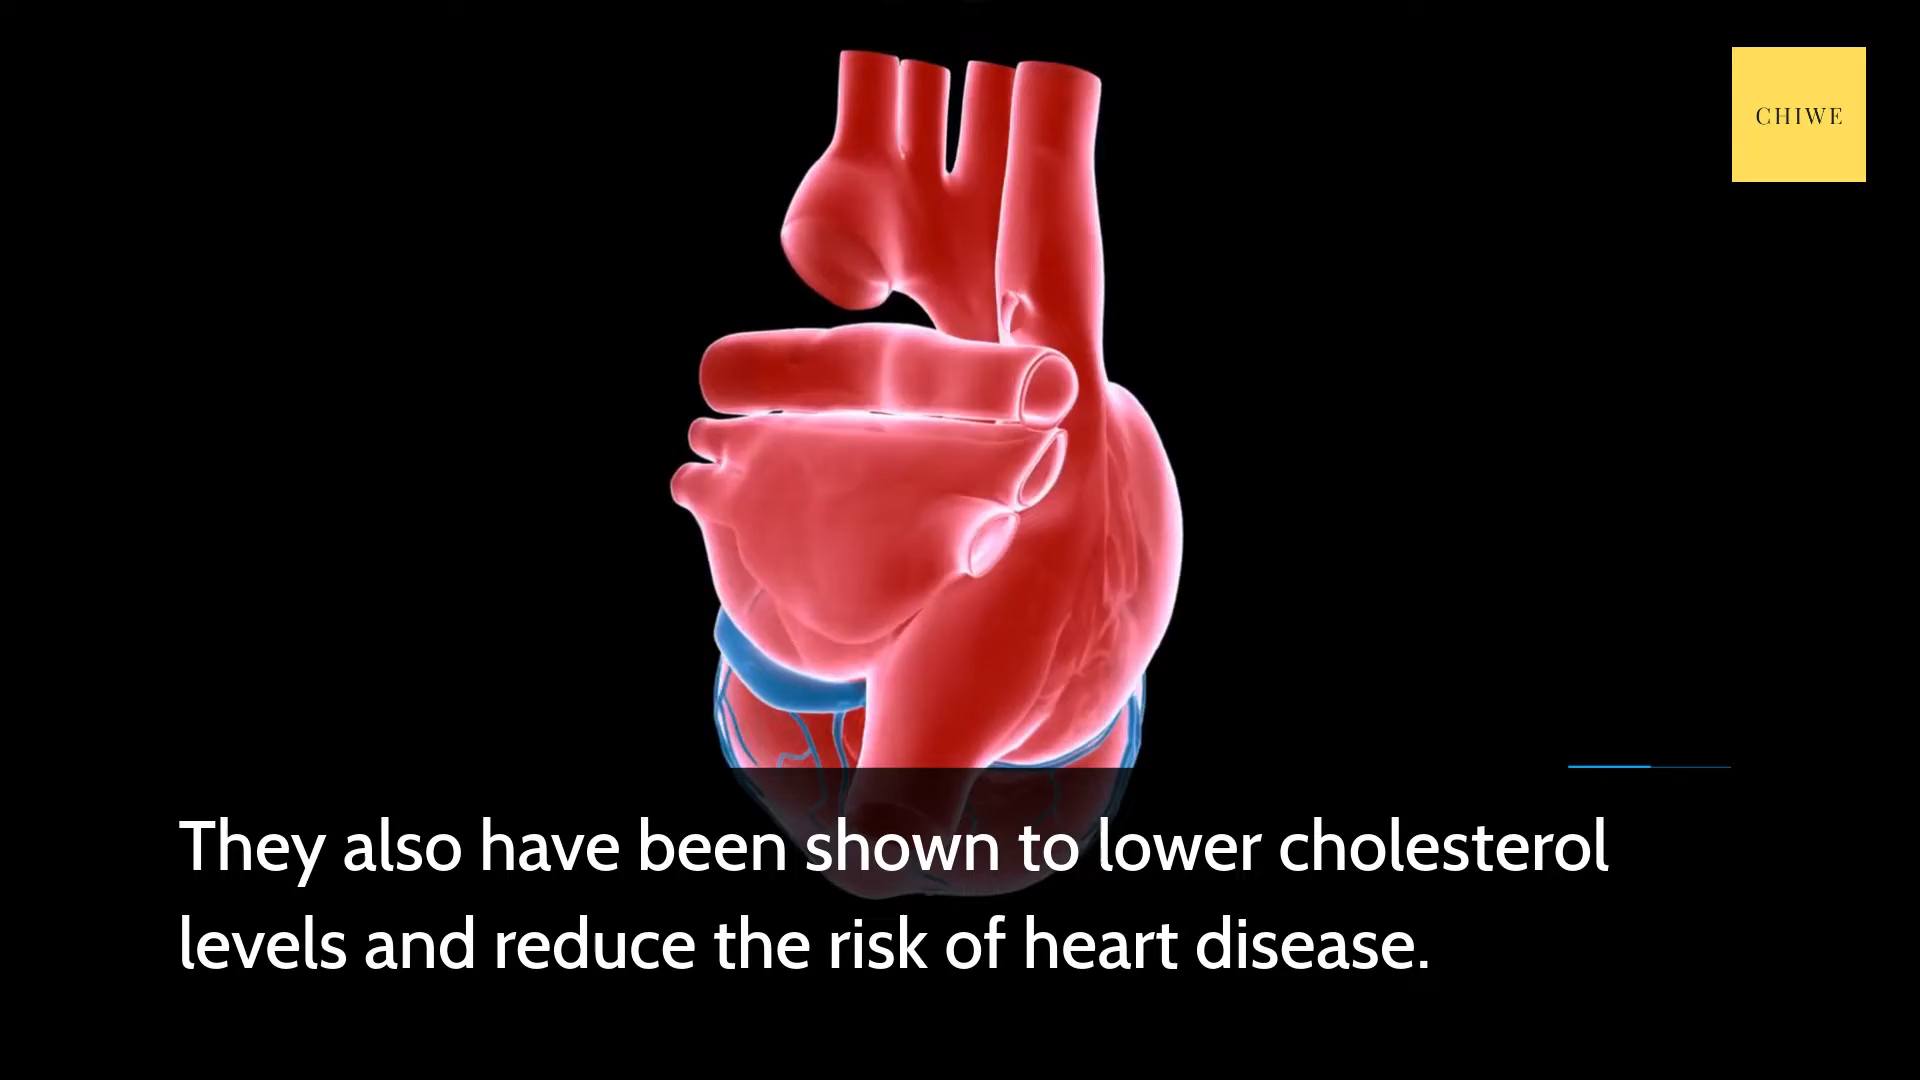 CHIWE
They also have been shown to lower cholesterol
levels and reduce the risk of heart disease.